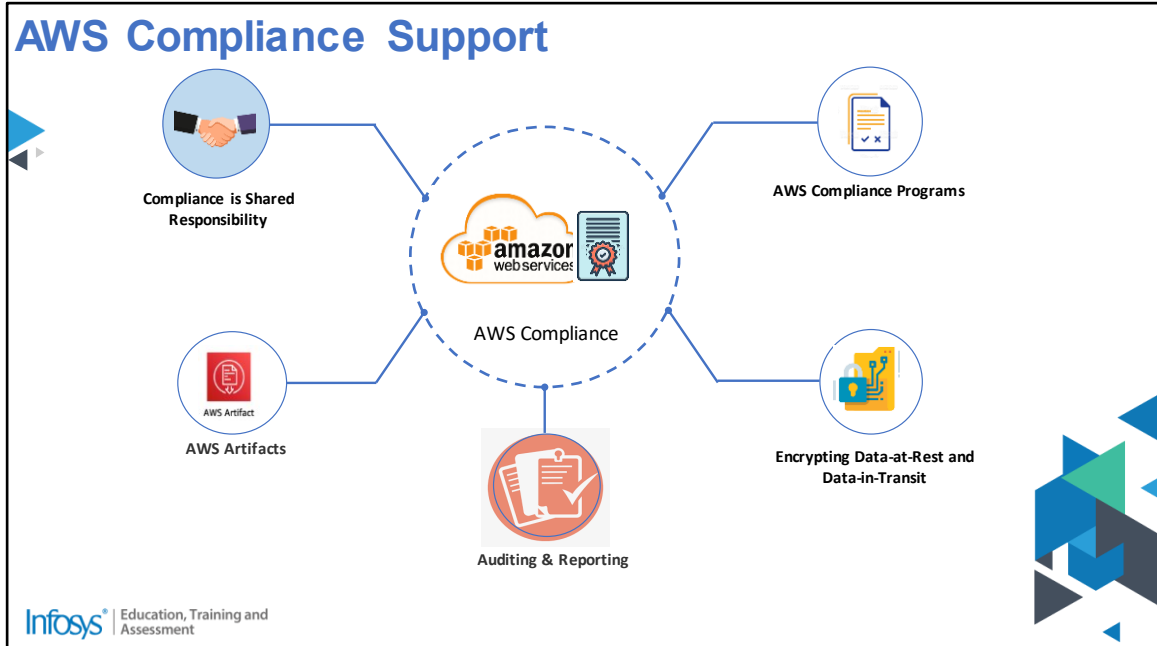 AWS Compliance Support
Compliance is Shared
Responsibility
AWS Compliance Programs
amazon
webservices
AWS Compliance
AWS Artifact
AWS Artifacts
Encrypting Data-at-Rest and
Data-in-Transit
Auditing & Reporting
Infosys® | Education, Training and
Assessment